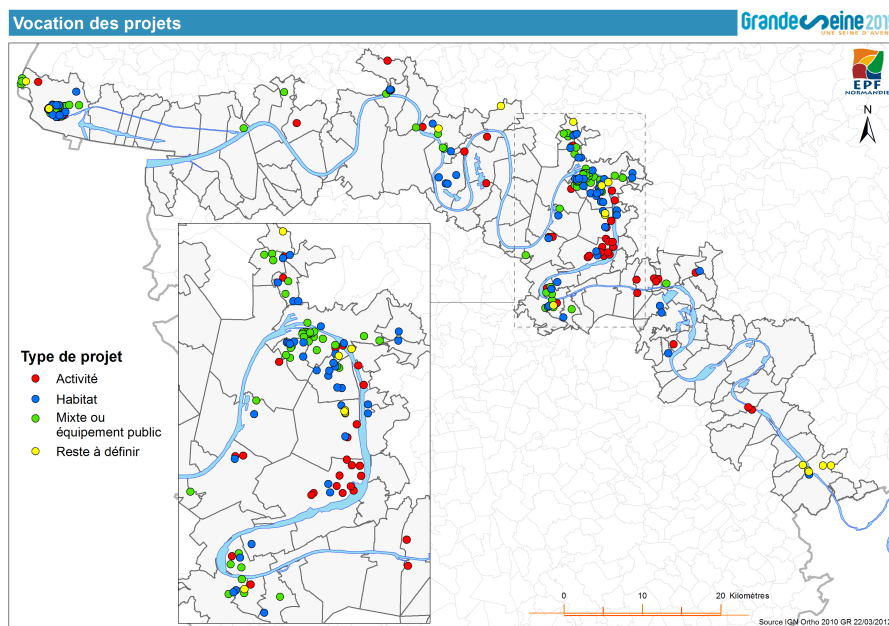 Vocation des projets
Grande Seine 2015
UNE SEINE D'AVENIR
EPF
NORMANDIE
N
Type de projet
Activité
Habitat
Mixte ou
équipement public
Reste à définir
0 10 20 Kilomètres
Source IGN Ortho 2010 GR 22/03/2012